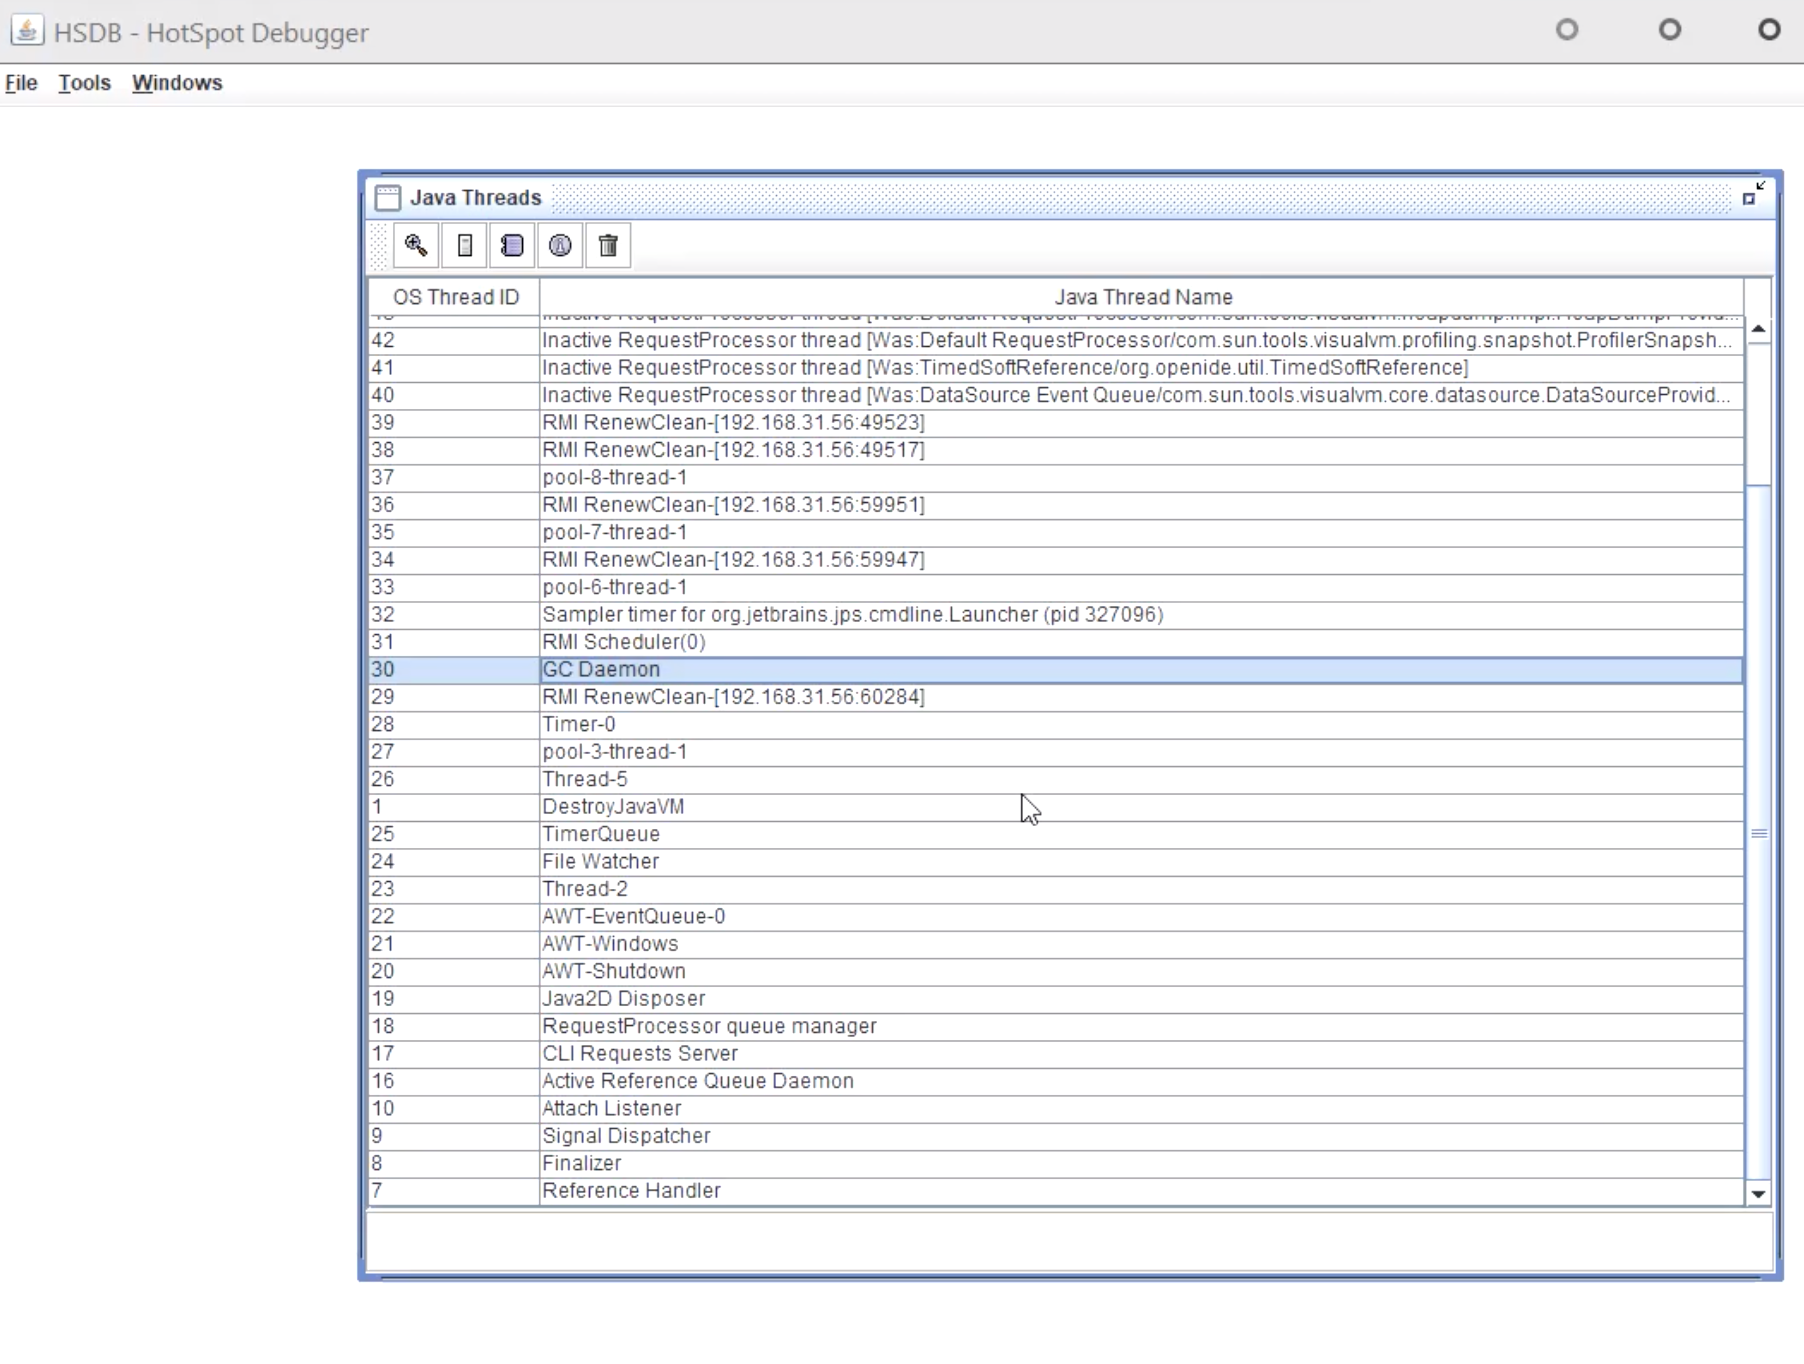 HSDB - HotSpot Debugger
File Tools Windows
Java Threads
OS Thread ID Java Thread Name
42 Inactive RequestProcessor thread [Was:Default RequestProcessor/com.sun.tools.visualvm.profiling.snapshot.ProfilerSnapsh...
41 Inactive RequestProcessor thread [Was:TimedSoftReference/org.openide.util.TimedSoftReference]
40 Inactive RequestProcessor thread [Was:DataSource Event Queue/com.sun.tools.visualvm.core.datasource.DataSourceProvid...
39 RMI RenewClean-[192.168.31.56:49523]
38 RMI RenewClean-[192.168.31.56:49517]
37 pool-8-thread-1
36 RMI RenewClean-[192.168.31.56:59951]
35 pool-7-thread-1
34 RMI RenewClean-[192.168.31.56:59947]
33 pool-6-thread-1
32 Sampler timer for org.jetbrains.jps.cmdline.Launcher (pid 327096)
31 RMI Scheduler(0)
30 GC Daemon
29 RMI RenewClean-[192.168.31.56:60284]
28 Timer-0
27 pool-3-thread-1
26 Thread-5
1 DestroyJavaVM
25 TimerQueue
24 File Watcher
23 Thread-2
22 AWT-EventQueue-0
21 AWT-Windows
20 AWT-Shutdown
19 Java2D Disposer
18 RequestProcessor queue manager
17 CLI Requests Server
16 Active Reference Queue Daemon
10 Attach Listener
9 Signal Dispatcher
8 Finalizer
7 Reference Handler